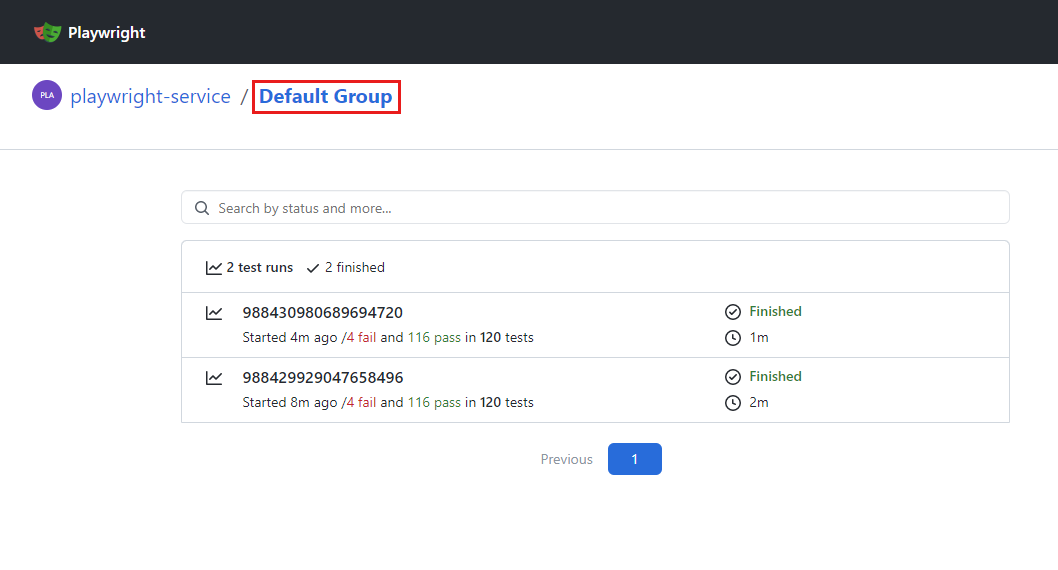 Playwright
PLA playwright-service / Default Group
Search by status and more...
2 test runs 2 finished
988430980689694720 Finished
Started 4m ago /4 fail and 116 pass in 120 tests 1m
988429929047658496 Finished
Started 8m ago /4 fail and 116 pass in 120 tests 2m
Previous 1